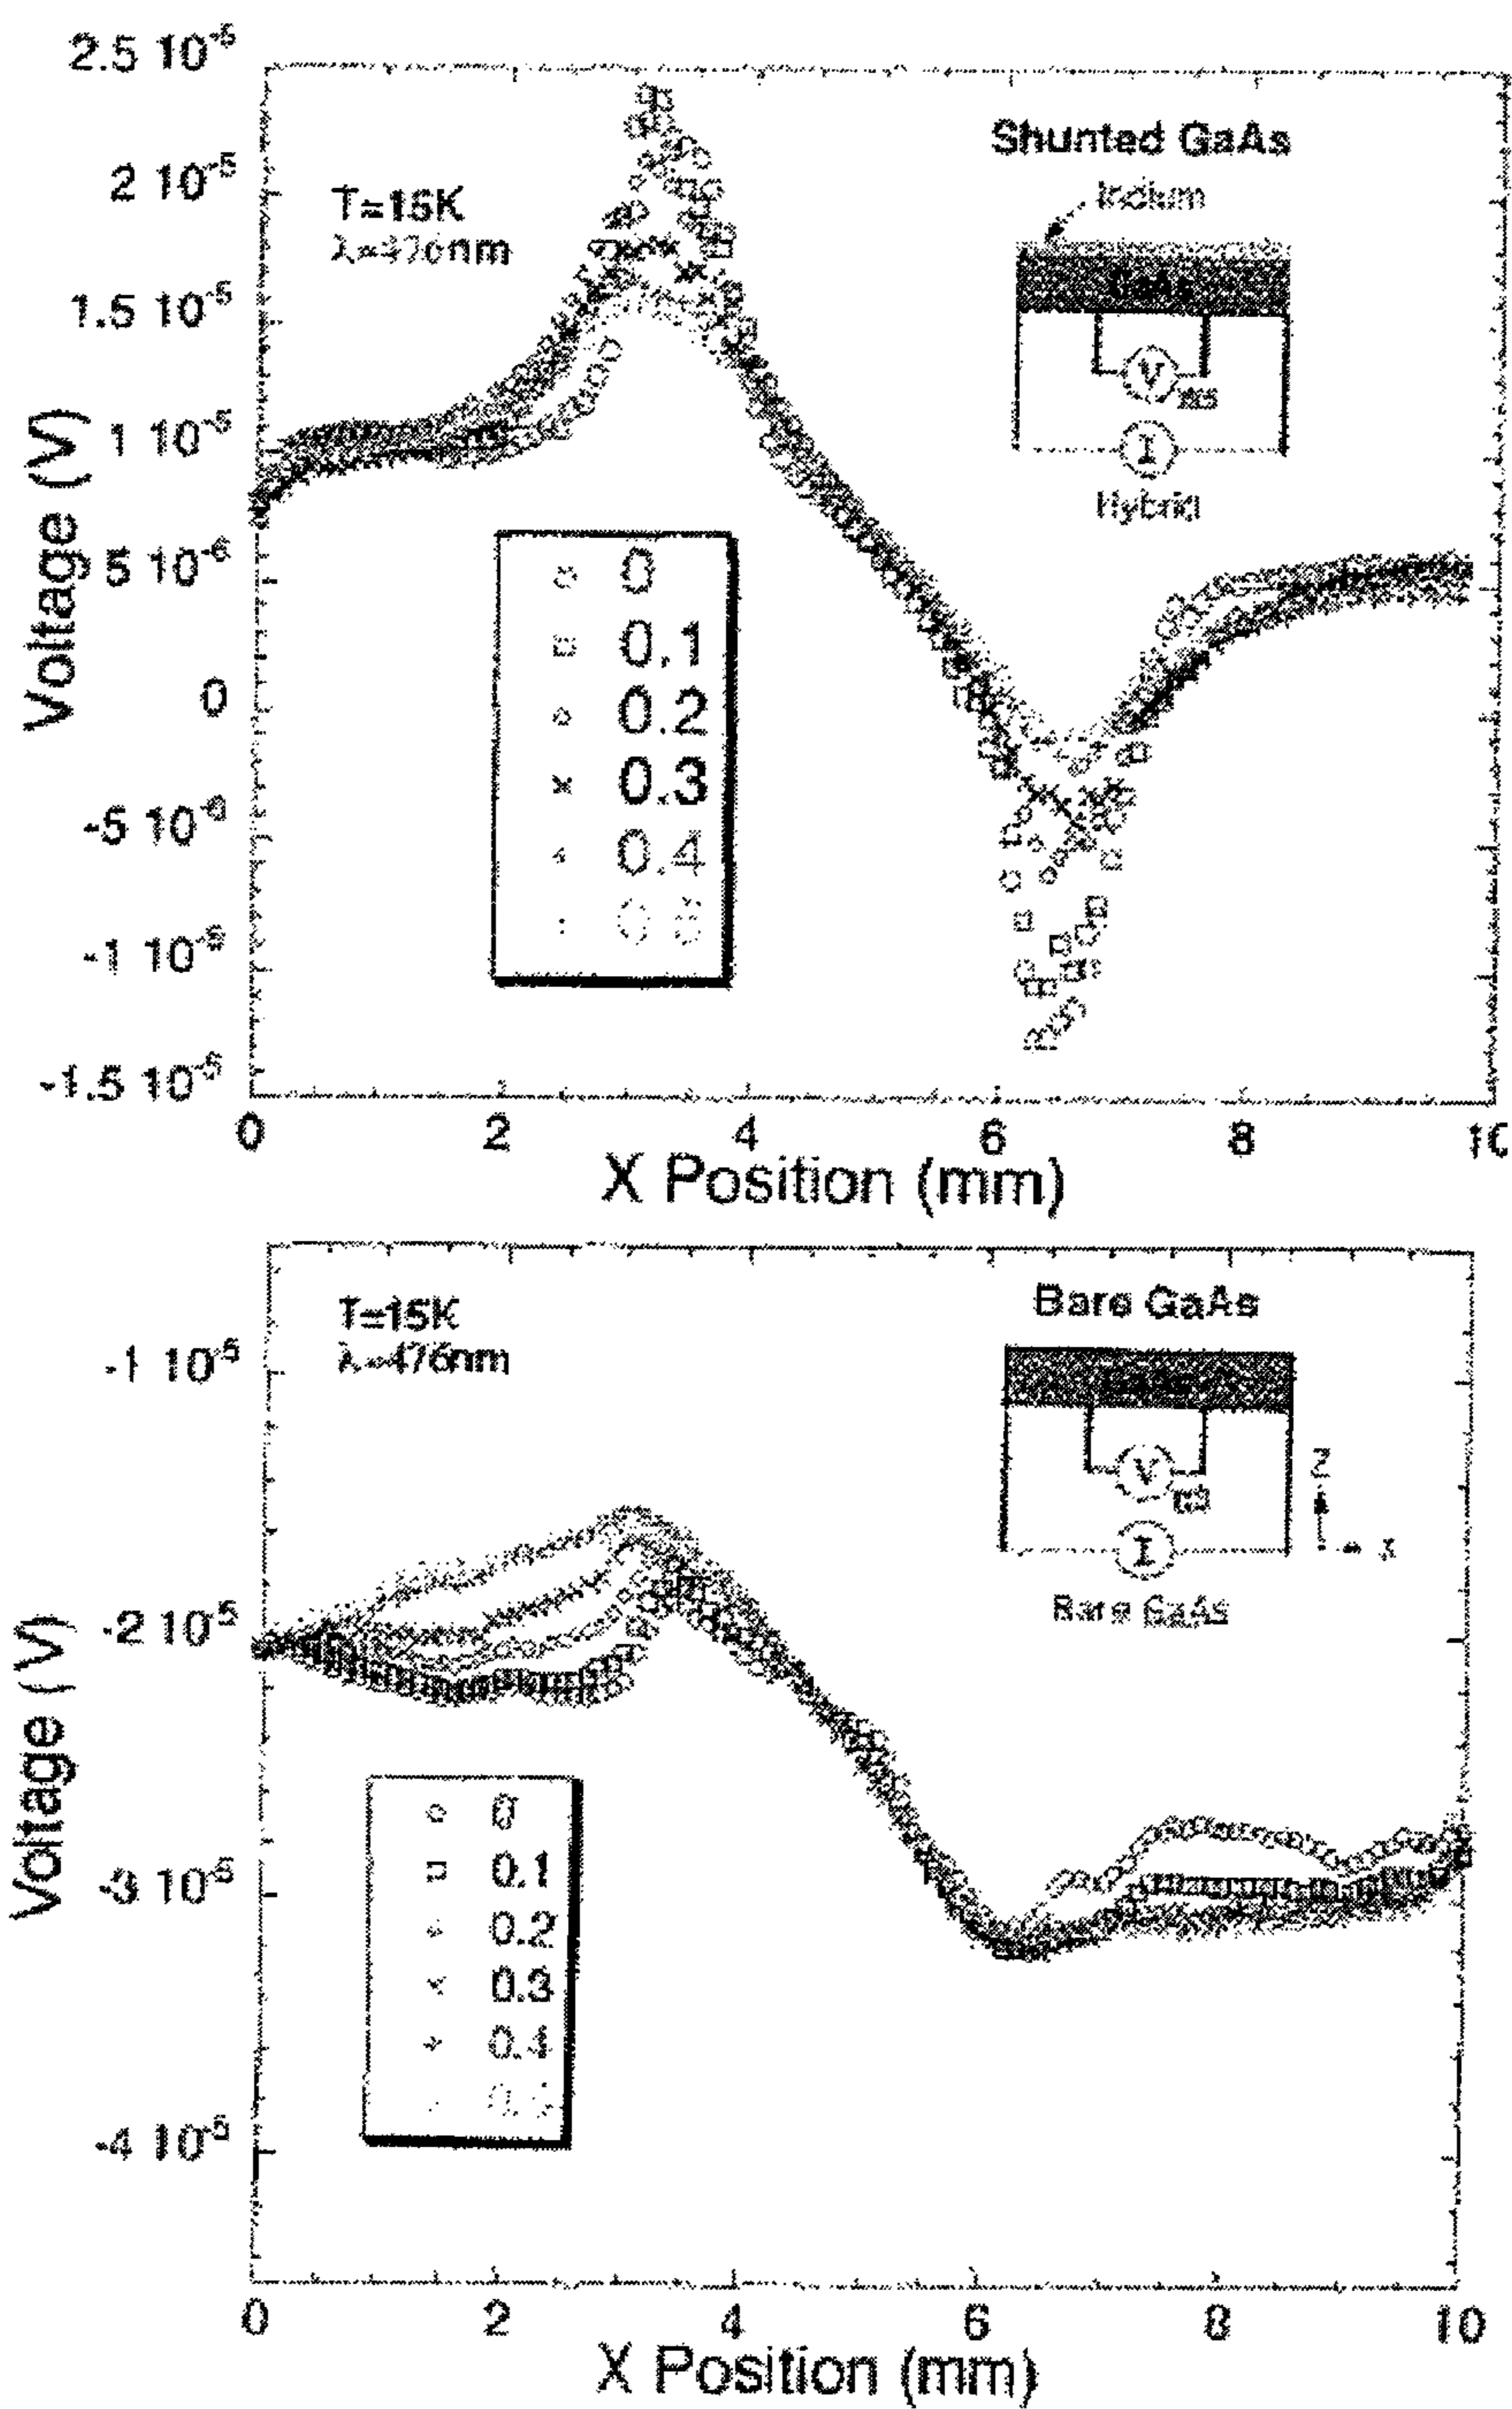 2.5 10-5
2 10-5
1.5 10-5
1 10-5
5 10-6
0
-5 10-6
-1 10-5
-1.5 10-5
Voltage (V)
T=15K
λ=476nm
Shunted GaAs
Indium
GaAs
V
I
Hybrid
0
0.1
0.2
0.3
0.4
0 2 4 6 8
X Position (mm)
-1 10-5
-2 10-5
-3 10-5
-4 10-5
Voltage (V)
T=15K
λ=476nm
Bare GaAs
GaAs
V
I
Z
x
Bare GaAs
0
0.1
0.2
0.3
0.4
0 2 4 6 8 10
X Position (mm)